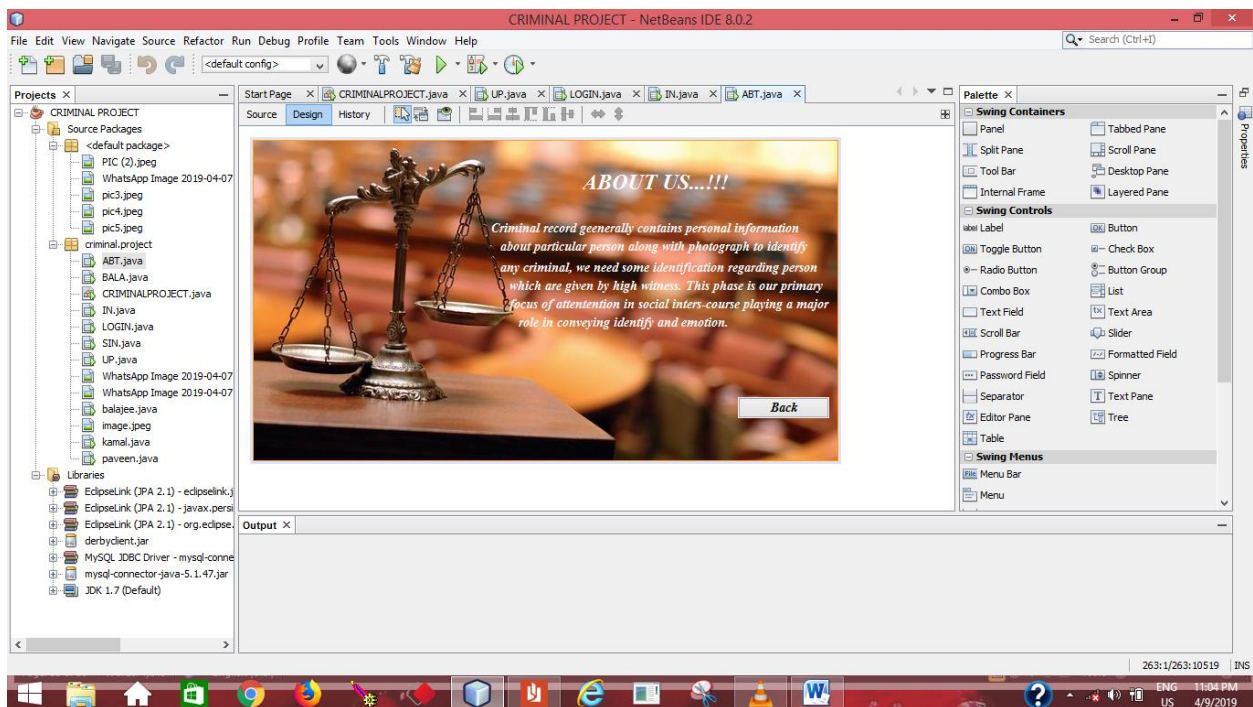 CRIMINAL PROJECT - NetBeans IDE 8.0.2
File Edit View Navigate Source Refactor Run Debug Profile Team Tools Window Help
Search (Ctrl+I)
<default config>
Projects
Start Page
CRIMINALPROJECT.java
UP.java
LOGIN.java
IN.java
ABT.java
Source Design History
CRIMINAL PROJECT
Source Packages
<default package>
PIC (2).jpeg
WhatsApp Image 2019-04-07
pic3.jpeg
pic4.jpeg
pic5.jpeg
criminal.project
ABT.java
BALA.java
CRIMINALPROJECT.java
IN.java
LOGIN.java
SIN.java
UP.java
WhatsApp Image 2019-04-07
WhatsApp Image 2019-04-07
balajee.java
image.jpeg
kamal.java
paveen.java
Libraries
EclipseLink (JPA 2.1) - eclipselink.j
EclipseLink (JPA 2.1) - javax.persi
EclipseLink (JPA 2.1) - org.eclipse.
derbyclient.jar
MySQL JDBC Driver - mysql-conne
mysql-connector-java-5.1.47.jar
JDK 1.7 (Default)
ABOUT US...!!!
Criminal record geenerally contains personal information
about particular person along with photograph to identify
any criminal, we need some identification regarding person
which are given by high witness. This phase is our primary
focus of attentention in social inters-course playing a major
role in conveying identify and emotion.
Back
Output
Palette
Swing Containers
Panel Tabbed Pane
Split Pane Scroll Pane
Tool Bar Desktop Pane
Internal Frame Layered Pane
Swing Controls
label Label OK Button
ON Toggle Button Check Box
Radio Button Button Group
Combo Box List
Text Field Text Area
Scroll Bar Slider
Progress Bar Formatted Field
Password Field Spinner
Separator Text Pane
Editor Pane Tree
Table
Swing Menus
File Menu Bar
Menu
Properties
263:1/263:10519 INS
ENG 11:04 PM
US 4/9/2019